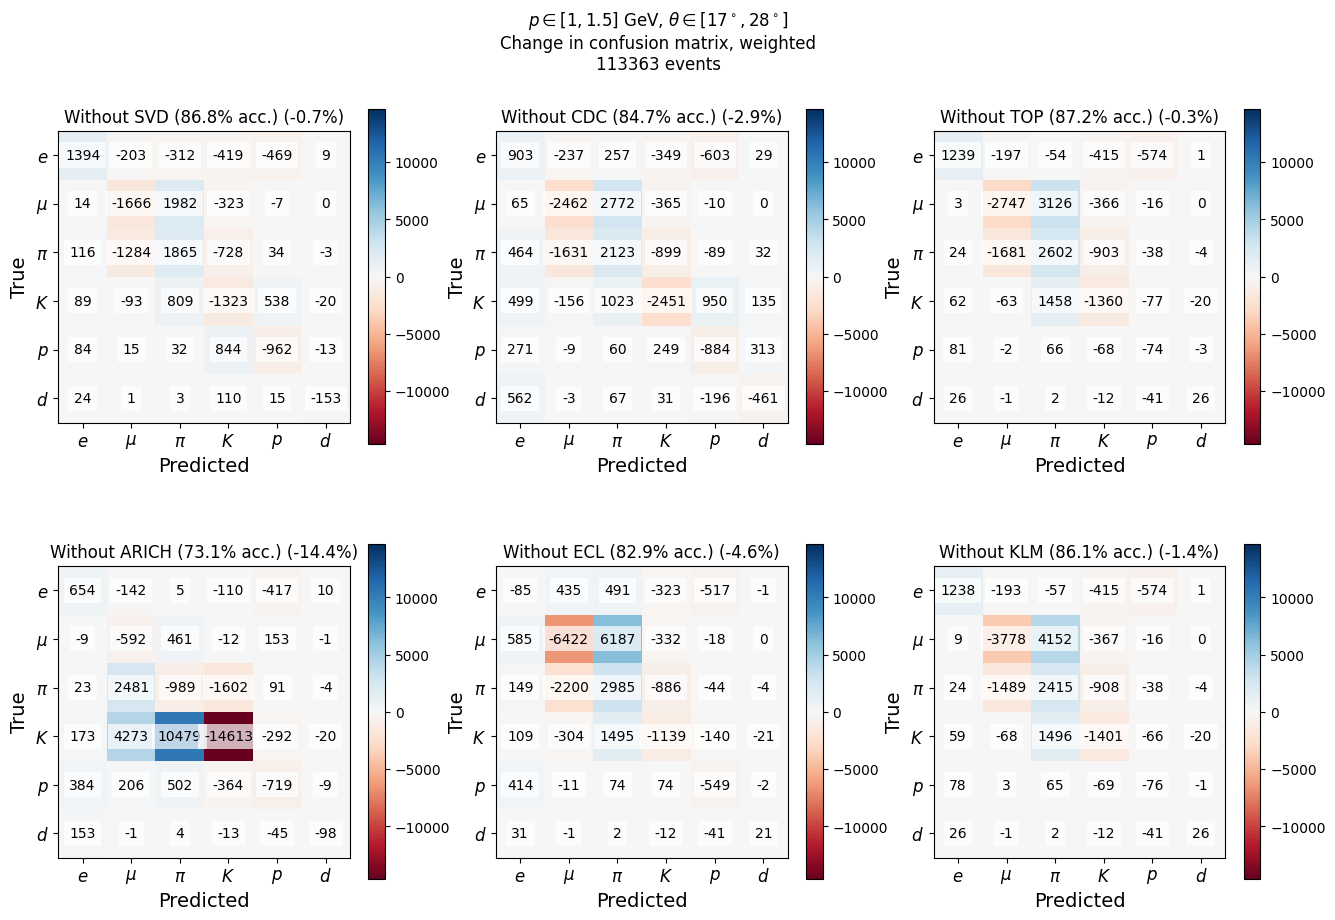 p ∈ [1, 1.5] GeV, θ ∈ [17°, 28°]
Change in confusion matrix, weighted
113363 events
Without SVD (86.8% acc.) (-0.7%)
e 1394 -203 -312 -419 -469 9
μ 14 -1666 1982 -323 -7 0
π 116 -1284 1865 -728 34 -3
K 89 -93 809 -1323 538 -20
p 84 15 32 844 -962 -13
d 24 1 3 110 15 -153
e μ π K p d
True
Predicted
10000
5000
0
−5000
−10000
Without CDC (84.7% acc.) (-2.9%)
e 903 -237 257 -349 -603 29
μ 65 -2462 2772 -365 -10 0
π 464 -1631 2123 -899 -89 32
K 499 -156 1023 -2451 950 135
p 271 -9 60 249 -884 313
d 562 -3 67 31 -196 -461
e μ π K p d
True
Predicted
10000
5000
0
−5000
−10000
Without TOP (87.2% acc.) (-0.3%)
e 1239 -197 -54 -415 -574 1
μ 3 -2747 3126 -366 -16 0
π 24 -1681 2602 -903 -38 -4
K 62 -63 1458 -1360 -77 -20
p 81 -2 66 -68 -74 -3
d 26 -1 2 -12 -41 26
e μ π K p d
True
Predicted
10000
5000
0
−5000
−10000
Without ARICH (73.1% acc.) (-14.4%)
e 654 -142 5 -110 -417 10
μ -9 -592 461 -12 153 -1
π 23 2481 -989 -1602 91 -4
K 173 4273 10479 -14613 -292 -20
p 384 206 502 -364 -719 -9
d 153 -1 4 -13 -45 -98
e μ π K p d
True
Predicted
10000
5000
0
−5000
−10000
Without ECL (82.9% acc.) (-4.6%)
e -85 435 491 -323 -517 -1
μ 585 -6422 6187 -332 -18 0
π 149 -2200 2985 -886 -44 -4
K 109 -304 1495 -1139 -140 -21
p 414 -11 74 74 -549 -2
d 31 -1 2 -12 -41 21
e μ π K p d
True
Predicted
10000
5000
0
−5000
−10000
Without KLM (86.1% acc.) (-1.4%)
e 1238 -193 -57 -415 -574 1
μ 9 -3778 4152 -367 -16 0
π 24 -1489 2415 -908 -38 -4
K 59 -68 1496 -1401 -66 -20
p 78 3 65 -69 -76 -1
d 26 -1 2 -12 -41 26
e μ π K p d
True
Predicted
10000
5000
0
−5000
−10000